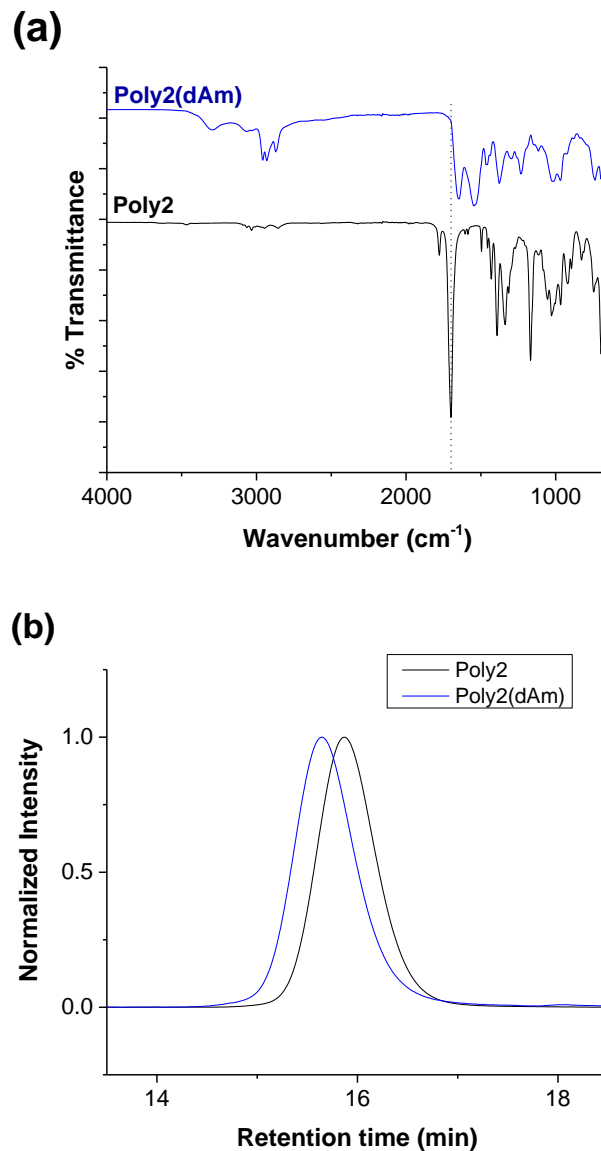 (a)
Poly2(dAm)
Poly2
% Transmittance
4000 3000 2000 1000
Wavenumber (cm⁻¹)
(b)
Poly2
Poly2(dAm)
1.0
0.5
0.0
Normalized Intensity
14 16 18
Retention time (min)